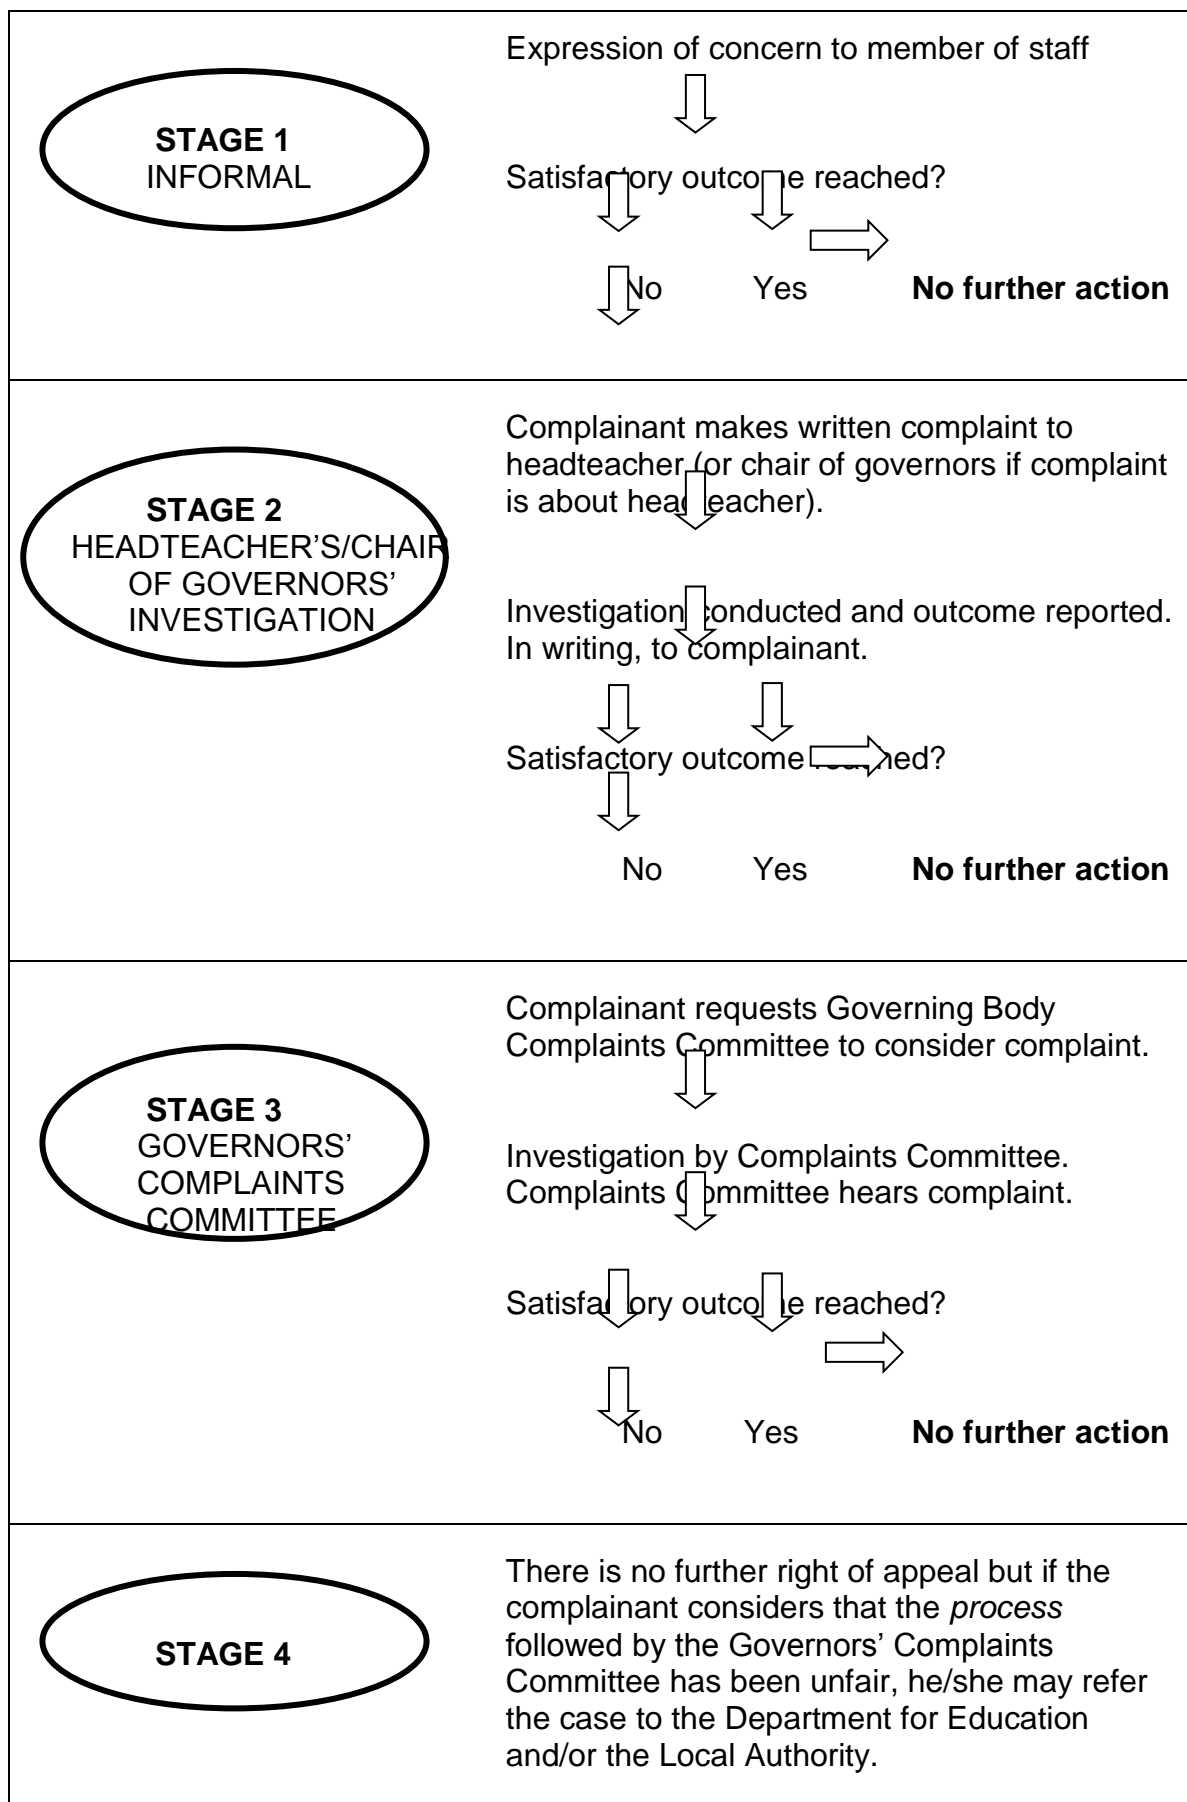 Expression of concern to member of staff
STAGE 1
INFORMAL
Satisfactory outcome reached?
No Yes No further action
Complainant makes written complaint to
headteacher (or chair of governors if complaint
is about headteacher).
STAGE 2
HEADTEACHER'S/CHAIR
OF GOVERNORS'
INVESTIGATION
Investigation conducted and outcome reported.
In writing, to complainant.
Satisfactory outcome reached?
No Yes No further action
Complainant requests Governing Body
Complaints Committee to consider complaint.
STAGE 3
GOVERNORS'
COMPLAINTS
COMMITTEE
Investigation by Complaints Committee.
Complaints Committee hears complaint.
Satisfactory outcome reached?
No Yes No further action
STAGE 4
There is no further right of appeal but if the
complainant considers that the process
followed by the Governors' Complaints
Committee has been unfair, he/she may refer
the case to the Department for Education
and/or the Local Authority.